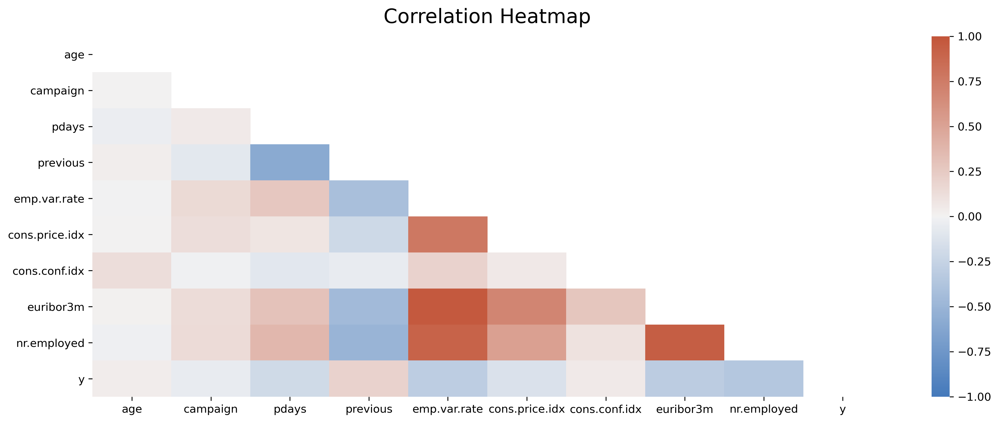 Correlation Heatmap
age
campaign
pdays
previous
emp.var.rate
cons.price.idx
cons.conf.idx
euribor3m
nr.employed
y
age campaign pdays previous emp.var.rate cons.price.idx cons.conf.idx euribor3m nr.employed y
1.00
0.75
0.50
0.25
0.00
−0.25
−0.50
−0.75
−1.00